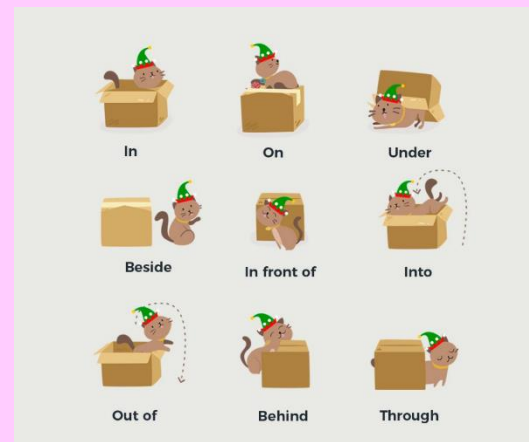 In
On
Under
Beside
In front of
Into
Out of
Behind
Through